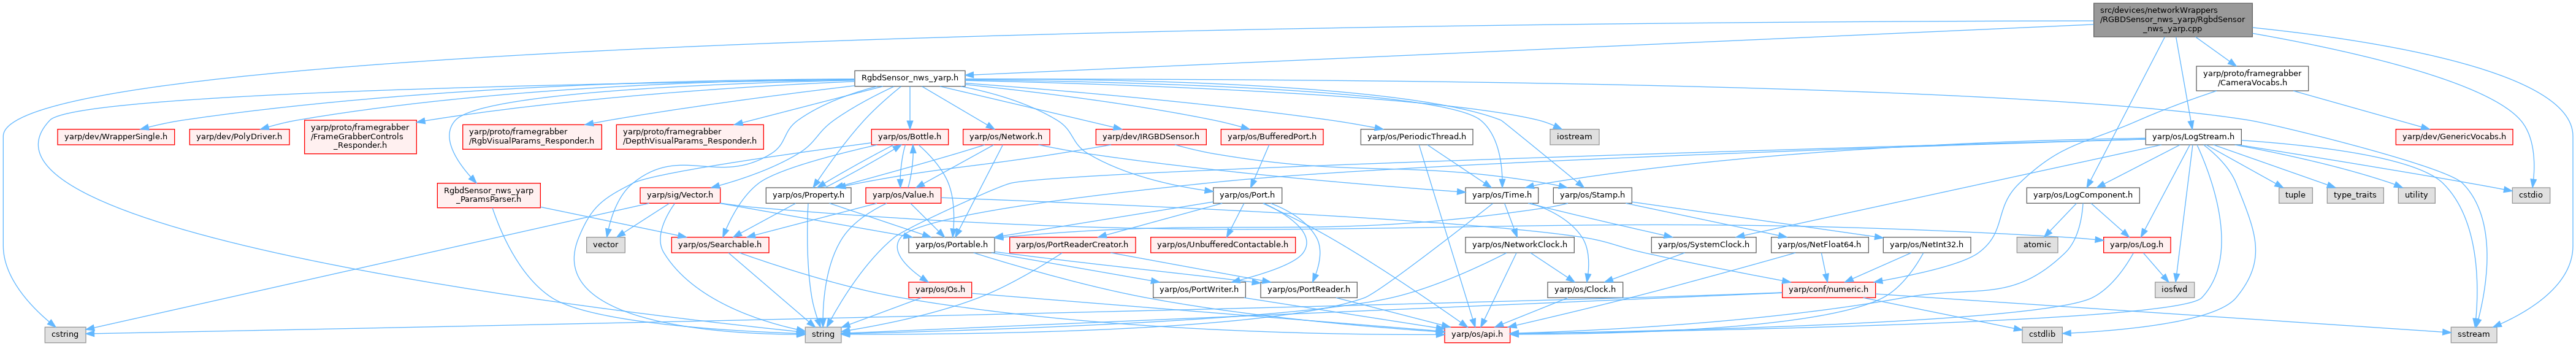 src/devices/networkWrappers
/RGBDSensor_nws_yarp/RgbdSensor
_nws_yarp.cpp
RgbdSensor_nws_yarp.h
yarp/proto/framegrabber
/CameraVocabs.h
yarp/dev/WrapperSingle.h
yarp/dev/PolyDriver.h
yarp/proto/framegrabber
/FrameGrabberControls
_Responder.h
yarp/proto/framegrabber
/RgbVisualParams_Responder.h
yarp/proto/framegrabber
/DepthVisualParams_Responder.h
yarp/os/Bottle.h
yarp/os/Network.h
yarp/dev/IRGBDSensor.h
yarp/os/BufferedPort.h
yarp/os/PeriodicThread.h
iostream
yarp/os/LogStream.h
yarp/dev/GenericVocabs.h
RgbdSensor_nws_yarp
_ParamsParser.h
yarp/sig/Vector.h
yarp/os/Property.h
yarp/os/Value.h
yarp/os/Port.h
yarp/os/Time.h
yarp/os/Stamp.h
yarp/os/LogComponent.h
tuple
type_traits
utility
cstdio
vector
yarp/os/Searchable.h
yarp/os/Portable.h
yarp/os/PortReaderCreator.h
yarp/os/UnbufferedContactable.h
yarp/os/NetworkClock.h
yarp/os/SystemClock.h
yarp/os/NetFloat64.h
yarp/os/NetInt32.h
atomic
yarp/os/Log.h
yarp/os/Os.h
yarp/os/PortWriter.h
yarp/os/PortReader.h
yarp/os/Clock.h
yarp/conf/numeric.h
iosfwd
cstring
string
yarp/os/api.h
cstdlib
sstream